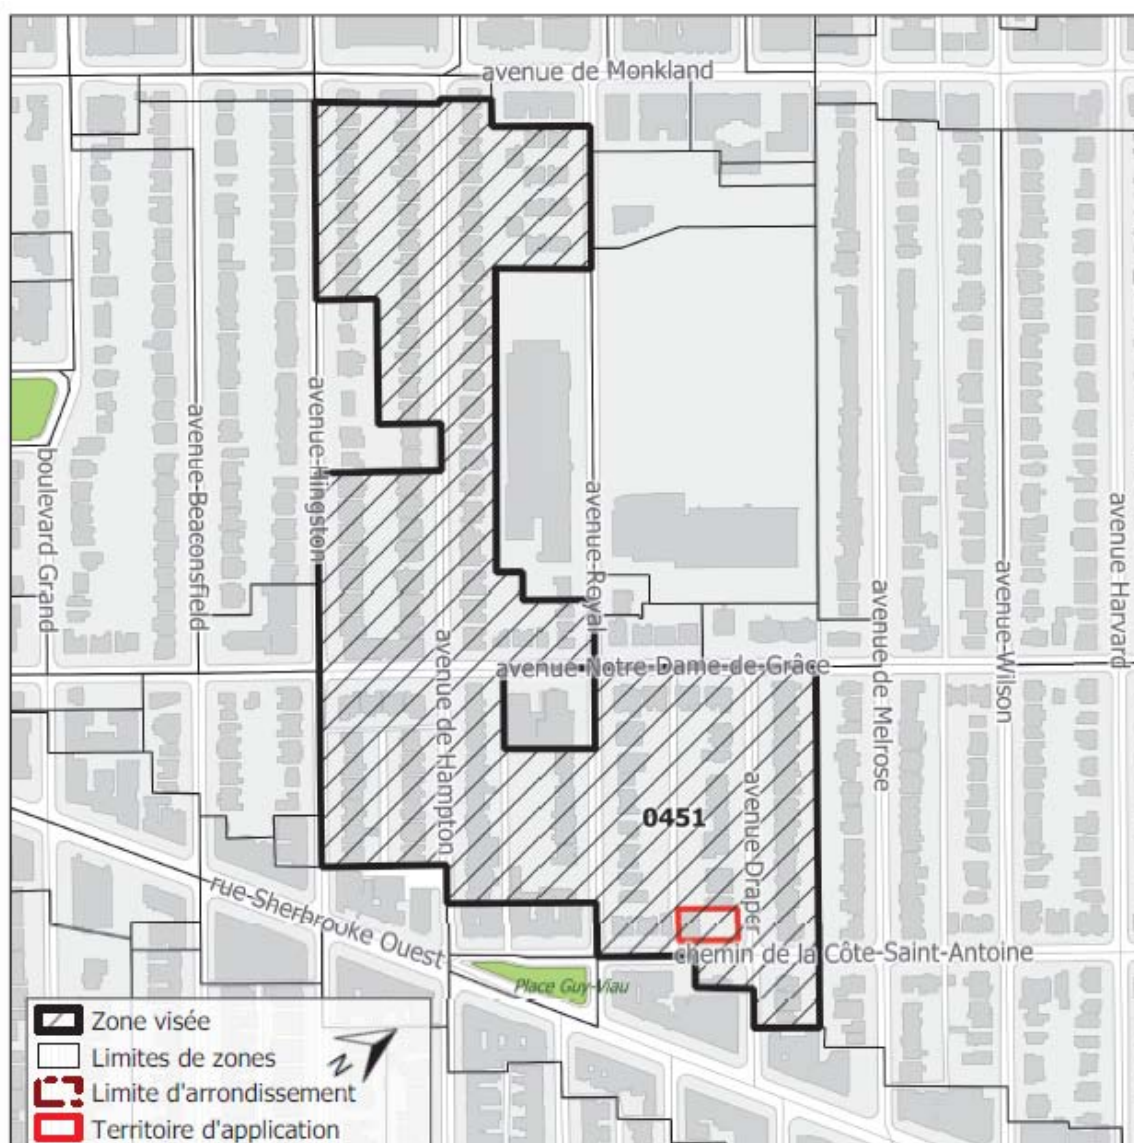 avenue de Monkland
boulevard Grand
avenue-Beaconsfield
avenue-Hingston
avenue de Hampton
avenue-Royal
avenue Notre-Dame-de-Grâce
avenue de Melrose
avenue-Wilson
avenue Harvard
0451
avenue Draper
rue-Sherbrooke Ouest
chemin de la Côte-Saint-Antoine
Place Guy-Viau
Zone visée
Limites de zones
Limite d'arrondissement
Territoire d'application
N